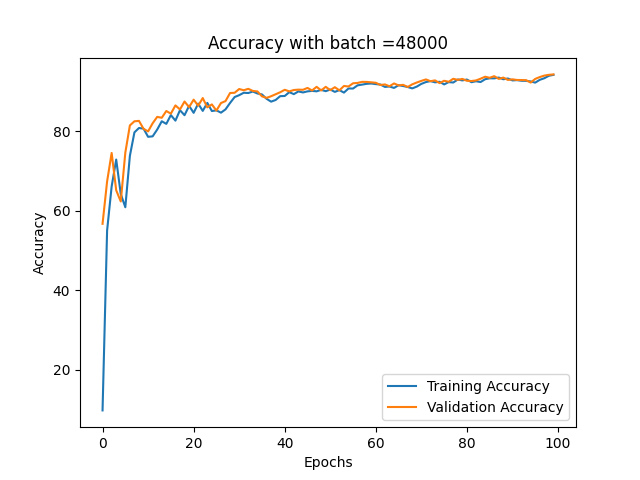 Accuracy with batch =48000
Accuracy
80
60
40
20
Training Accuracy
Validation Accuracy
0 20 40 60 80 100
Epochs